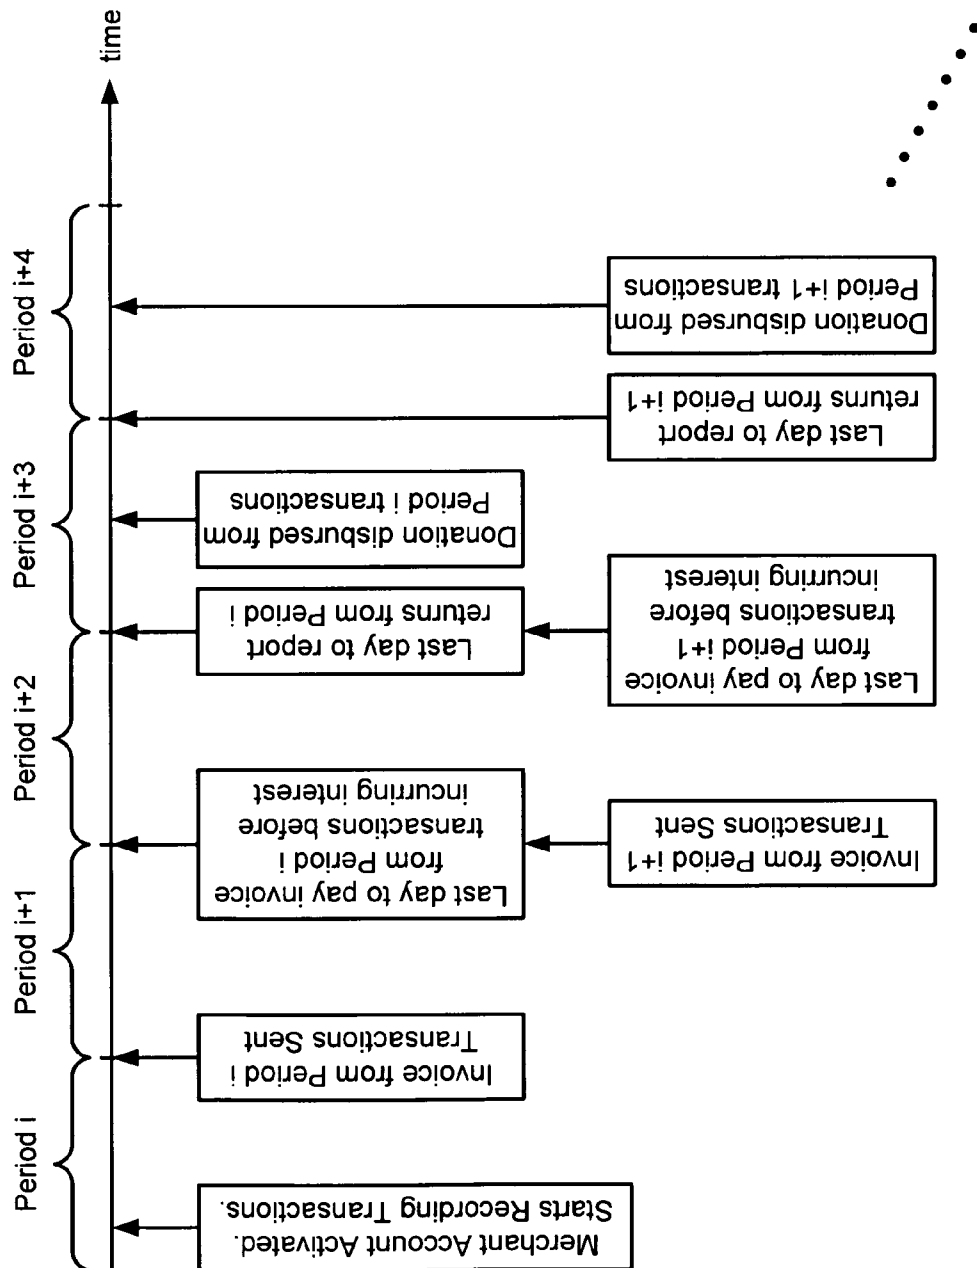 Period i
Period i+1
Period i+2
Period i+3
Period i+4
time
Merchant Account Activated.
Starts Recording Transactions.
Invoice from Period i
Transactions Sent
Last day to pay invoice
from Period i
transactions before
incurring interest
Last day to report
returns from Period i
Donation disbursed from
Period i transactions
Invoice from Period i+1
Transactions Sent
Last day to pay invoice
from Period i+1
transactions before
incurring interest
Last day to report
returns from Period i+1
Donation disbursed from
Period i+1 transactions